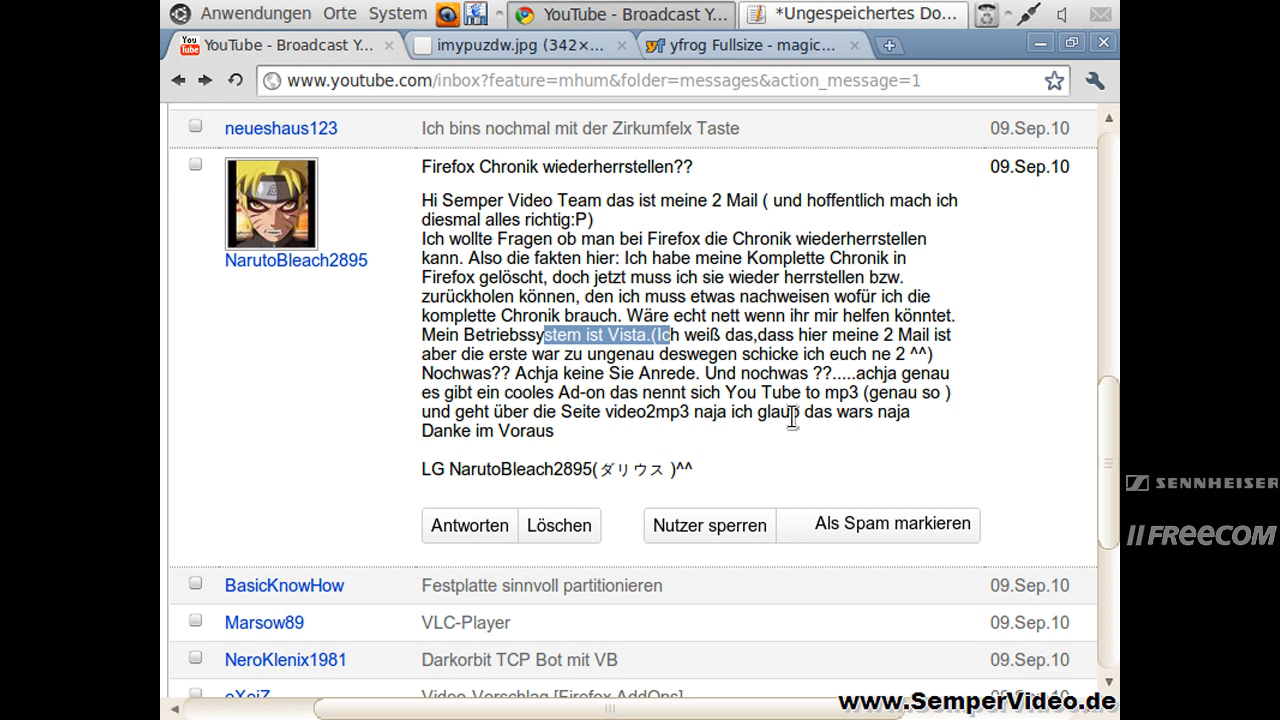 Anwendungen Orte System YouTube - Broadcast Y... *Ungespeichertes Do...
You Tube YouTube - Broadcast Y... imypuzdw.jpg (342×... yf yfrog Fullsize - magic...
www.youtube.com/inbox?feature=mhum&folder=messages&action_message=1
neueshaus123 Ich bins nochmal mit der Zirkumfelx Taste 09.Sep.10
Firefox Chronik wiederherrstellen?? 09.Sep.10
NarutoBleach2895
Hi Semper Video Team das ist meine 2 Mail ( und hoffentlich mach ich
diesmal alles richtig:P)
Ich wollte Fragen ob man bei Firefox die Chronik wiederherrstellen
kann. Also die fakten hier: Ich habe meine Komplette Chronik in
Firefox gelöscht, doch jetzt muss ich sie wieder herrstellen bzw.
zurückholen können, den ich muss etwas nachweisen wofür ich die
komplette Chronik brauch. Wäre echt nett wenn ihr mir helfen könntet.
Mein Betriebssystem ist Vista.(Ich weiß das,dass hier meine 2 Mail ist
aber die erste war zu ungenau deswegen schicke ich euch ne 2 ^^)
Nochwas?? Achja keine Sie Anrede. Und nochwas ??.....achja genau
es gibt ein cooles Ad-on das nennt sich You Tube to mp3 (genau so )
und geht über die Seite video2mp3 naja ich glaub das wars naja
Danke im Voraus
LG NarutoBleach2895(ダリウス )^^
Antworten Löschen Nutzer sperren Als Spam markieren
BasicKnowHow Festplatte sinnvoll partitionieren 09.Sep.10
Marsow89 VLC-Player 09.Sep.10
NeroKlenix1981 Darkorbit TCP Bot mit VB 09.Sep.10
Video-Vorschlag [Firefox AddOns]
SENNHEISER
FREECOM
www.SemperVideo.de